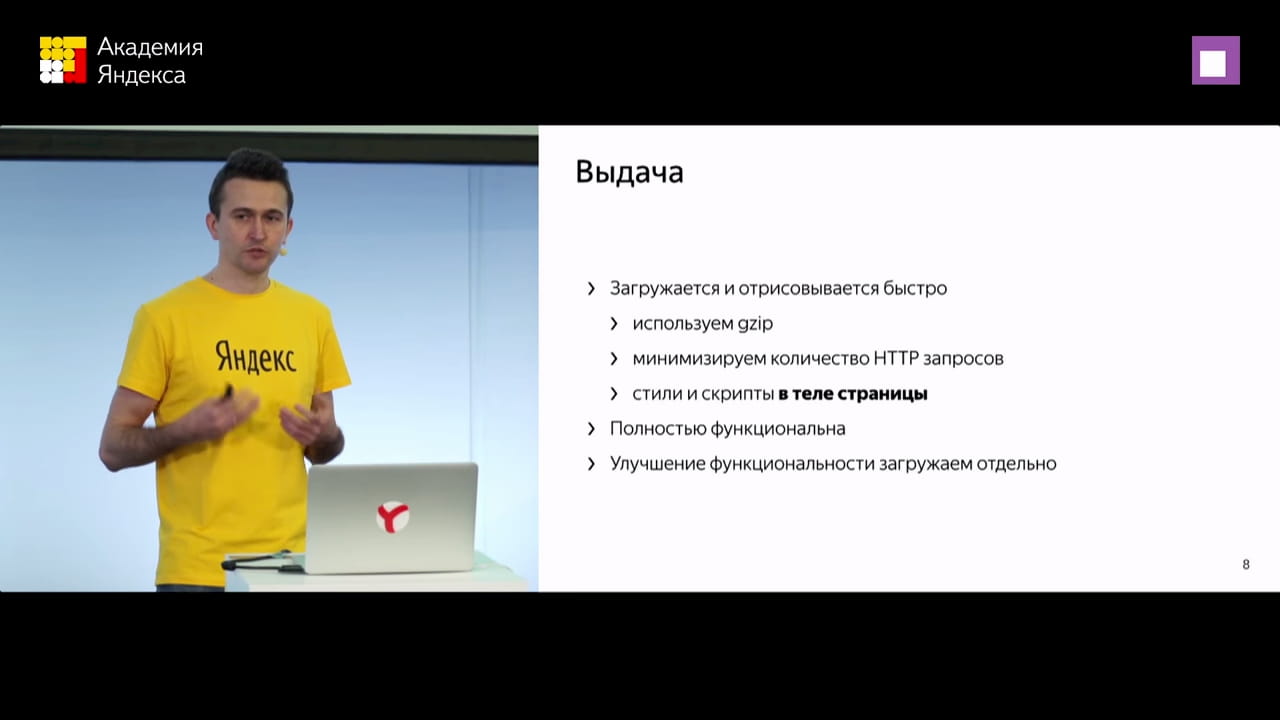 Академия
Яндекса
Яндекс
Выдача
Загружается и отрисовывается быстро
используем gzip
минимизируем количество HTTP запросов
стили и скрипты в теле страницы
Полностью функциональна
Улучшение функциональности загружаем отдельно
8